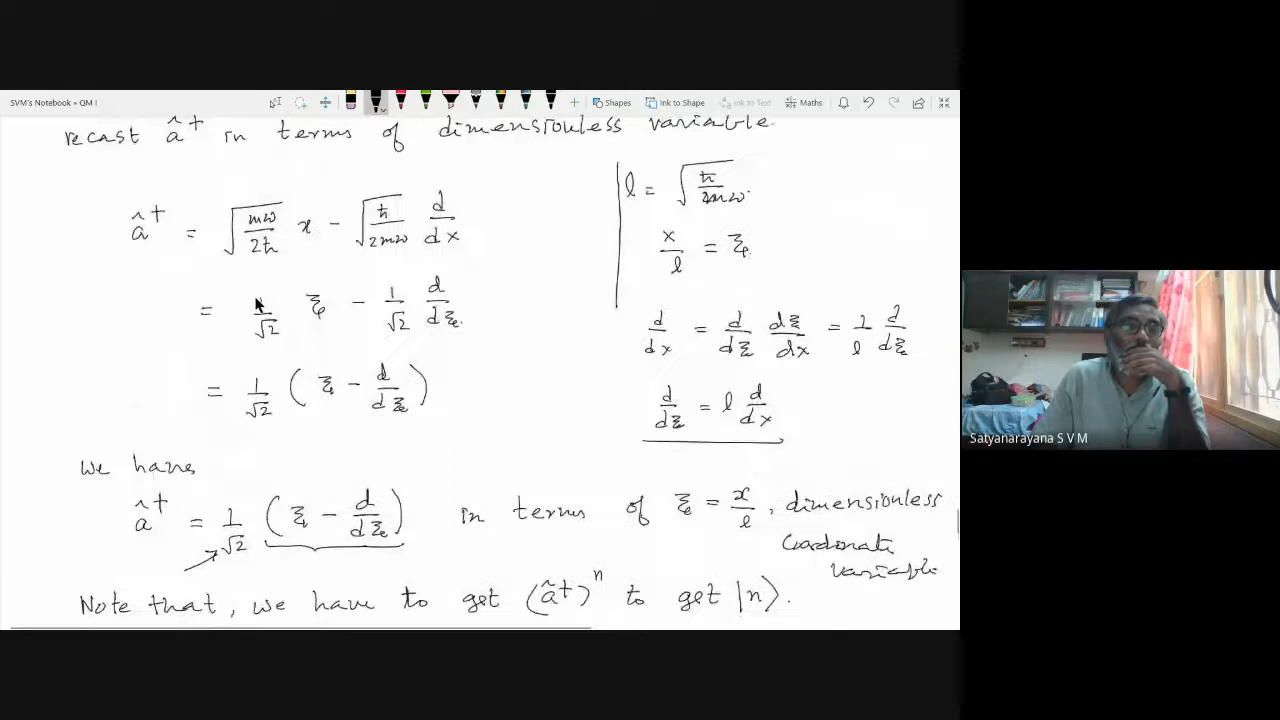 SVM's Notebook » QM I
Shapes
Ink to Shape
Ink to Text
Maths
recast â† in terms of dimensionless variable.
â† = √(mω/2ħ) x − √(ħ/2mω) d/dx
l = √(ħ/mω).
x/l = ξ.
= 1/√2 ξ − 1/√2 d/dξ.
d/dx = d/dξ dξ/dx = 1/l d/dξ
= 1/√2 (ξ − d/dξ)
d/dξ = l d/dx
We have
â† = 1/√2 (ξ − d/dξ) in terms of ξ = x/l, dimensionless
Coordinate
variable
Note that, we have to get (â†)ⁿ to get |n⟩.
Satyanarayana S V M